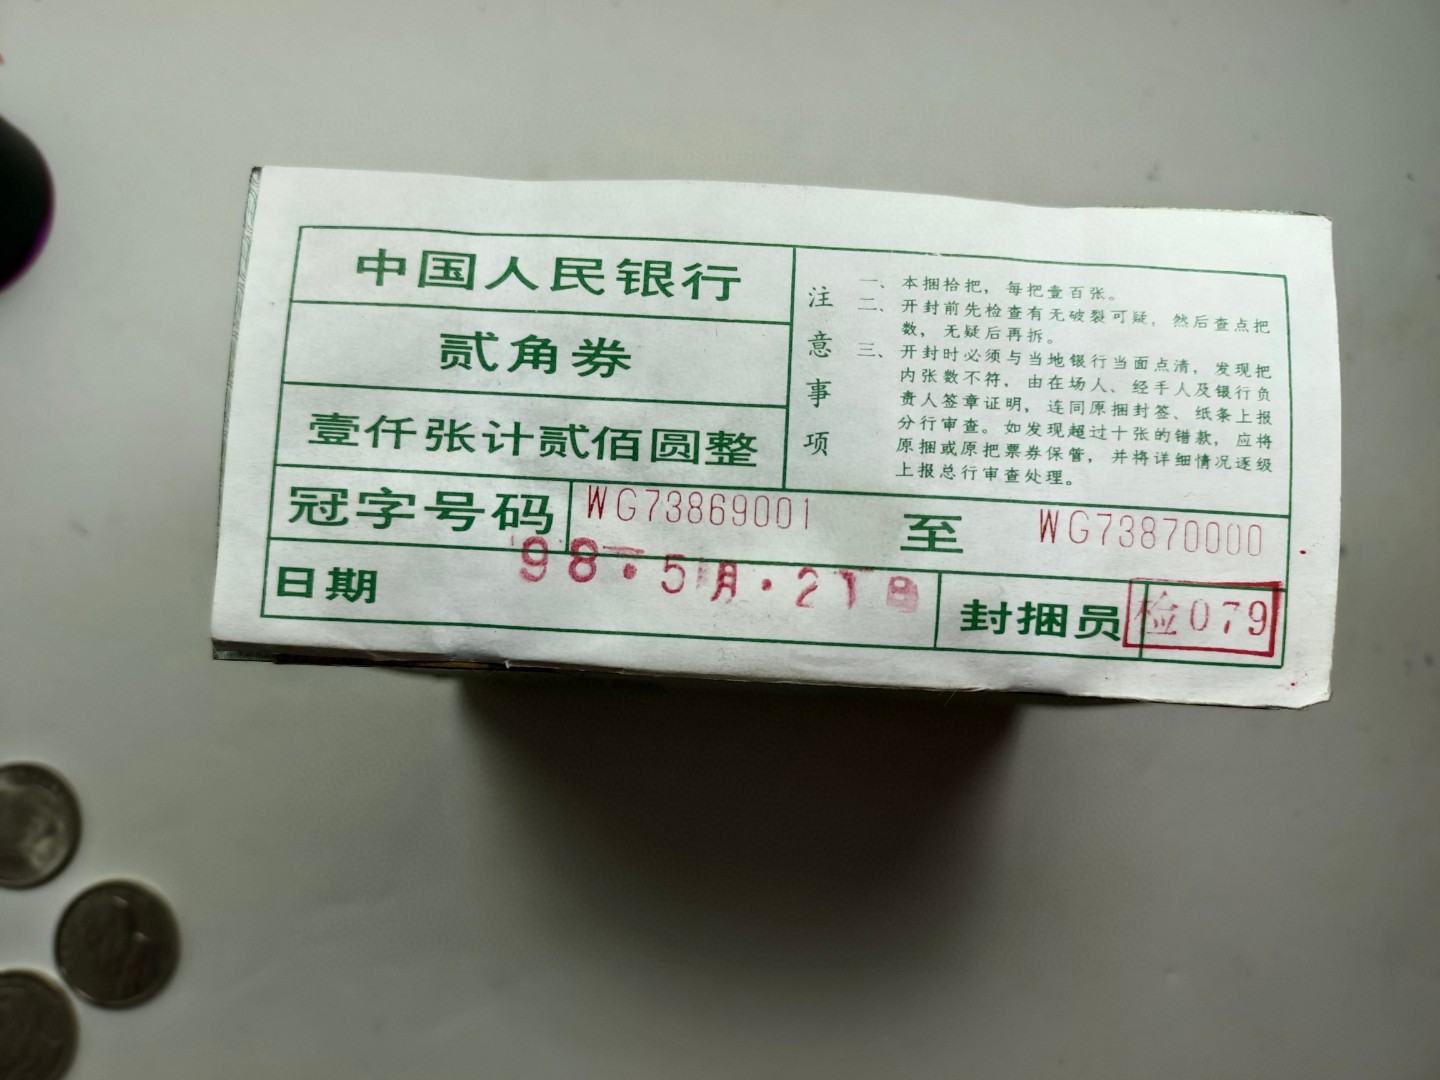 中国人民银行
贰角券
壹仟张计贰佰圆整
注意事项
一、本捆拾把，每把壹百张。
二、开封前先检查有无破裂可疑，然后查点把
数，无疑后再拆。
三、开封时必须与当地银行当面点清，发现把
内张数不符，由在场人、经手人及银行负
责人签章证明，连同原捆封签、纸条上报
分行审查。如发现超过十张的错款，应将
原捆或原把票券保管，并将详细情况逐级
上报总行审查处理。
冠字号码 WG73869001 至 WG73870000
日期 98.5月.21日
封捆员 检079